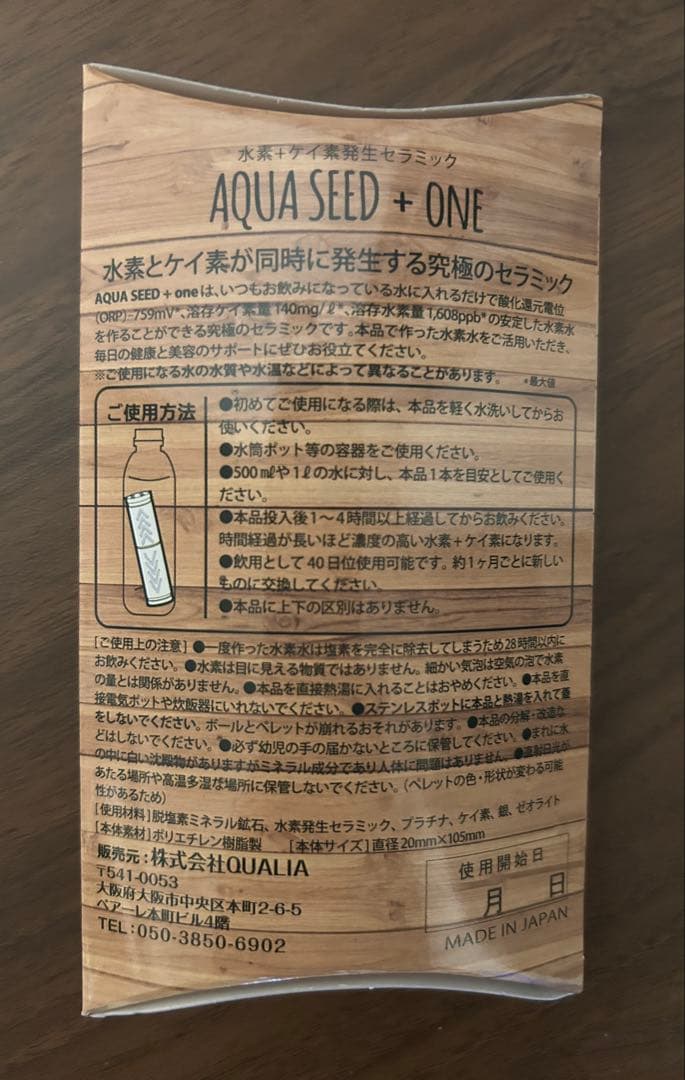 水素+ケイ素発生セラミック
AQUA SEED + ONE
水素とケイ素が同時に発生する究極のセラミック
AQUA SEED + oneは、いつもお飲みになっている水に入れるだけで酸化還元電位
(ORP)-759mV*、溶存ケイ素量140mg/ℓ*、溶存水素量1,608ppb*の安定した水素水
を作ることができる究極のセラミックです。本品で作った水素水をご活用いただき、
毎日の健康と美容のサポートにぜひお役立てください。
※ご使用になる水の水質や水温などによって異なることがあります。 *最大値
ご使用方法
●初めてご使用になる際は、本品を軽く水洗いしてからお
使いください。
●水筒ポット等の容器をご使用ください。
●500㎖や1ℓの水に対し、本品1本を目安としてご使用く
ださい。
●本品投入後1〜4時間以上経過してからお飲みください。
時間経過が長いほど濃度の高い水素+ケイ素になります。
●飲用として40日位使用可能です。約1ヶ月ごとに新しい
ものに交換してください。
●本品に上下の区別はありません。
[ご使用上の注意] ●一度作った水素水は塩素を完全に除去してしまうため28時間以内に
お飲みください。●水素は目に見える物質ではありません。細かい気泡は空気の泡で水素
の量とは関係がありません。●本品を直接熱湯に入れることはおやめください。●本品を直
接電気ポットや炊飯器にいれないでください。●ステンレスポットに本品と熱湯を入れて蓋
をしないでください。ボールとペレットが崩れるおそれがあります。●本品の分解・改造な
どはしないでください。●必ず幼児の手の届かないところに保管してください。●まれに水
の中に白い沈殿物がありますがミネラル成分であり人体に問題はありません。●直射日光が
あたる場所や高温多湿な場所に保管しないでください。(ペレットの色・形状が変わる可能
性があるため)
[使用材料]脱塩素ミネラル鉱石、水素発生セラミック、プラチナ、ケイ素、銀、ゼオライト
[本体素材]ポリエチレン樹脂製 [本体サイズ]直径20mm×105mm
販売元:株式会社QUALIA
〒541-0053
大阪府大阪市中央区本町2-6-5
ベアーレ本町ビル4階
TEL:050-3850-6902
使用開始日
月 日
MADE IN JAPAN